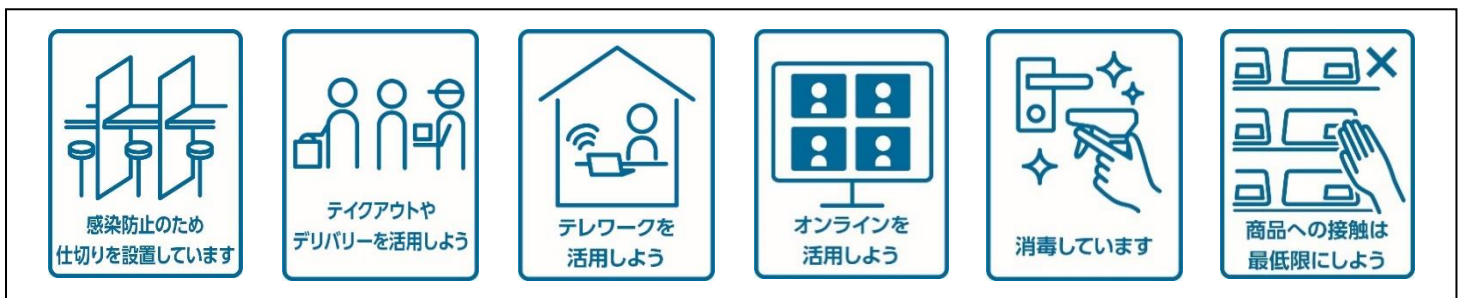 感染防止のため
仕切りを設置しています
テイクアウトや
デリバリーを活用しよう
テレワークを
活用しよう
オンラインを
活用しよう
消毒しています
商品への接触は
最低限にしよう